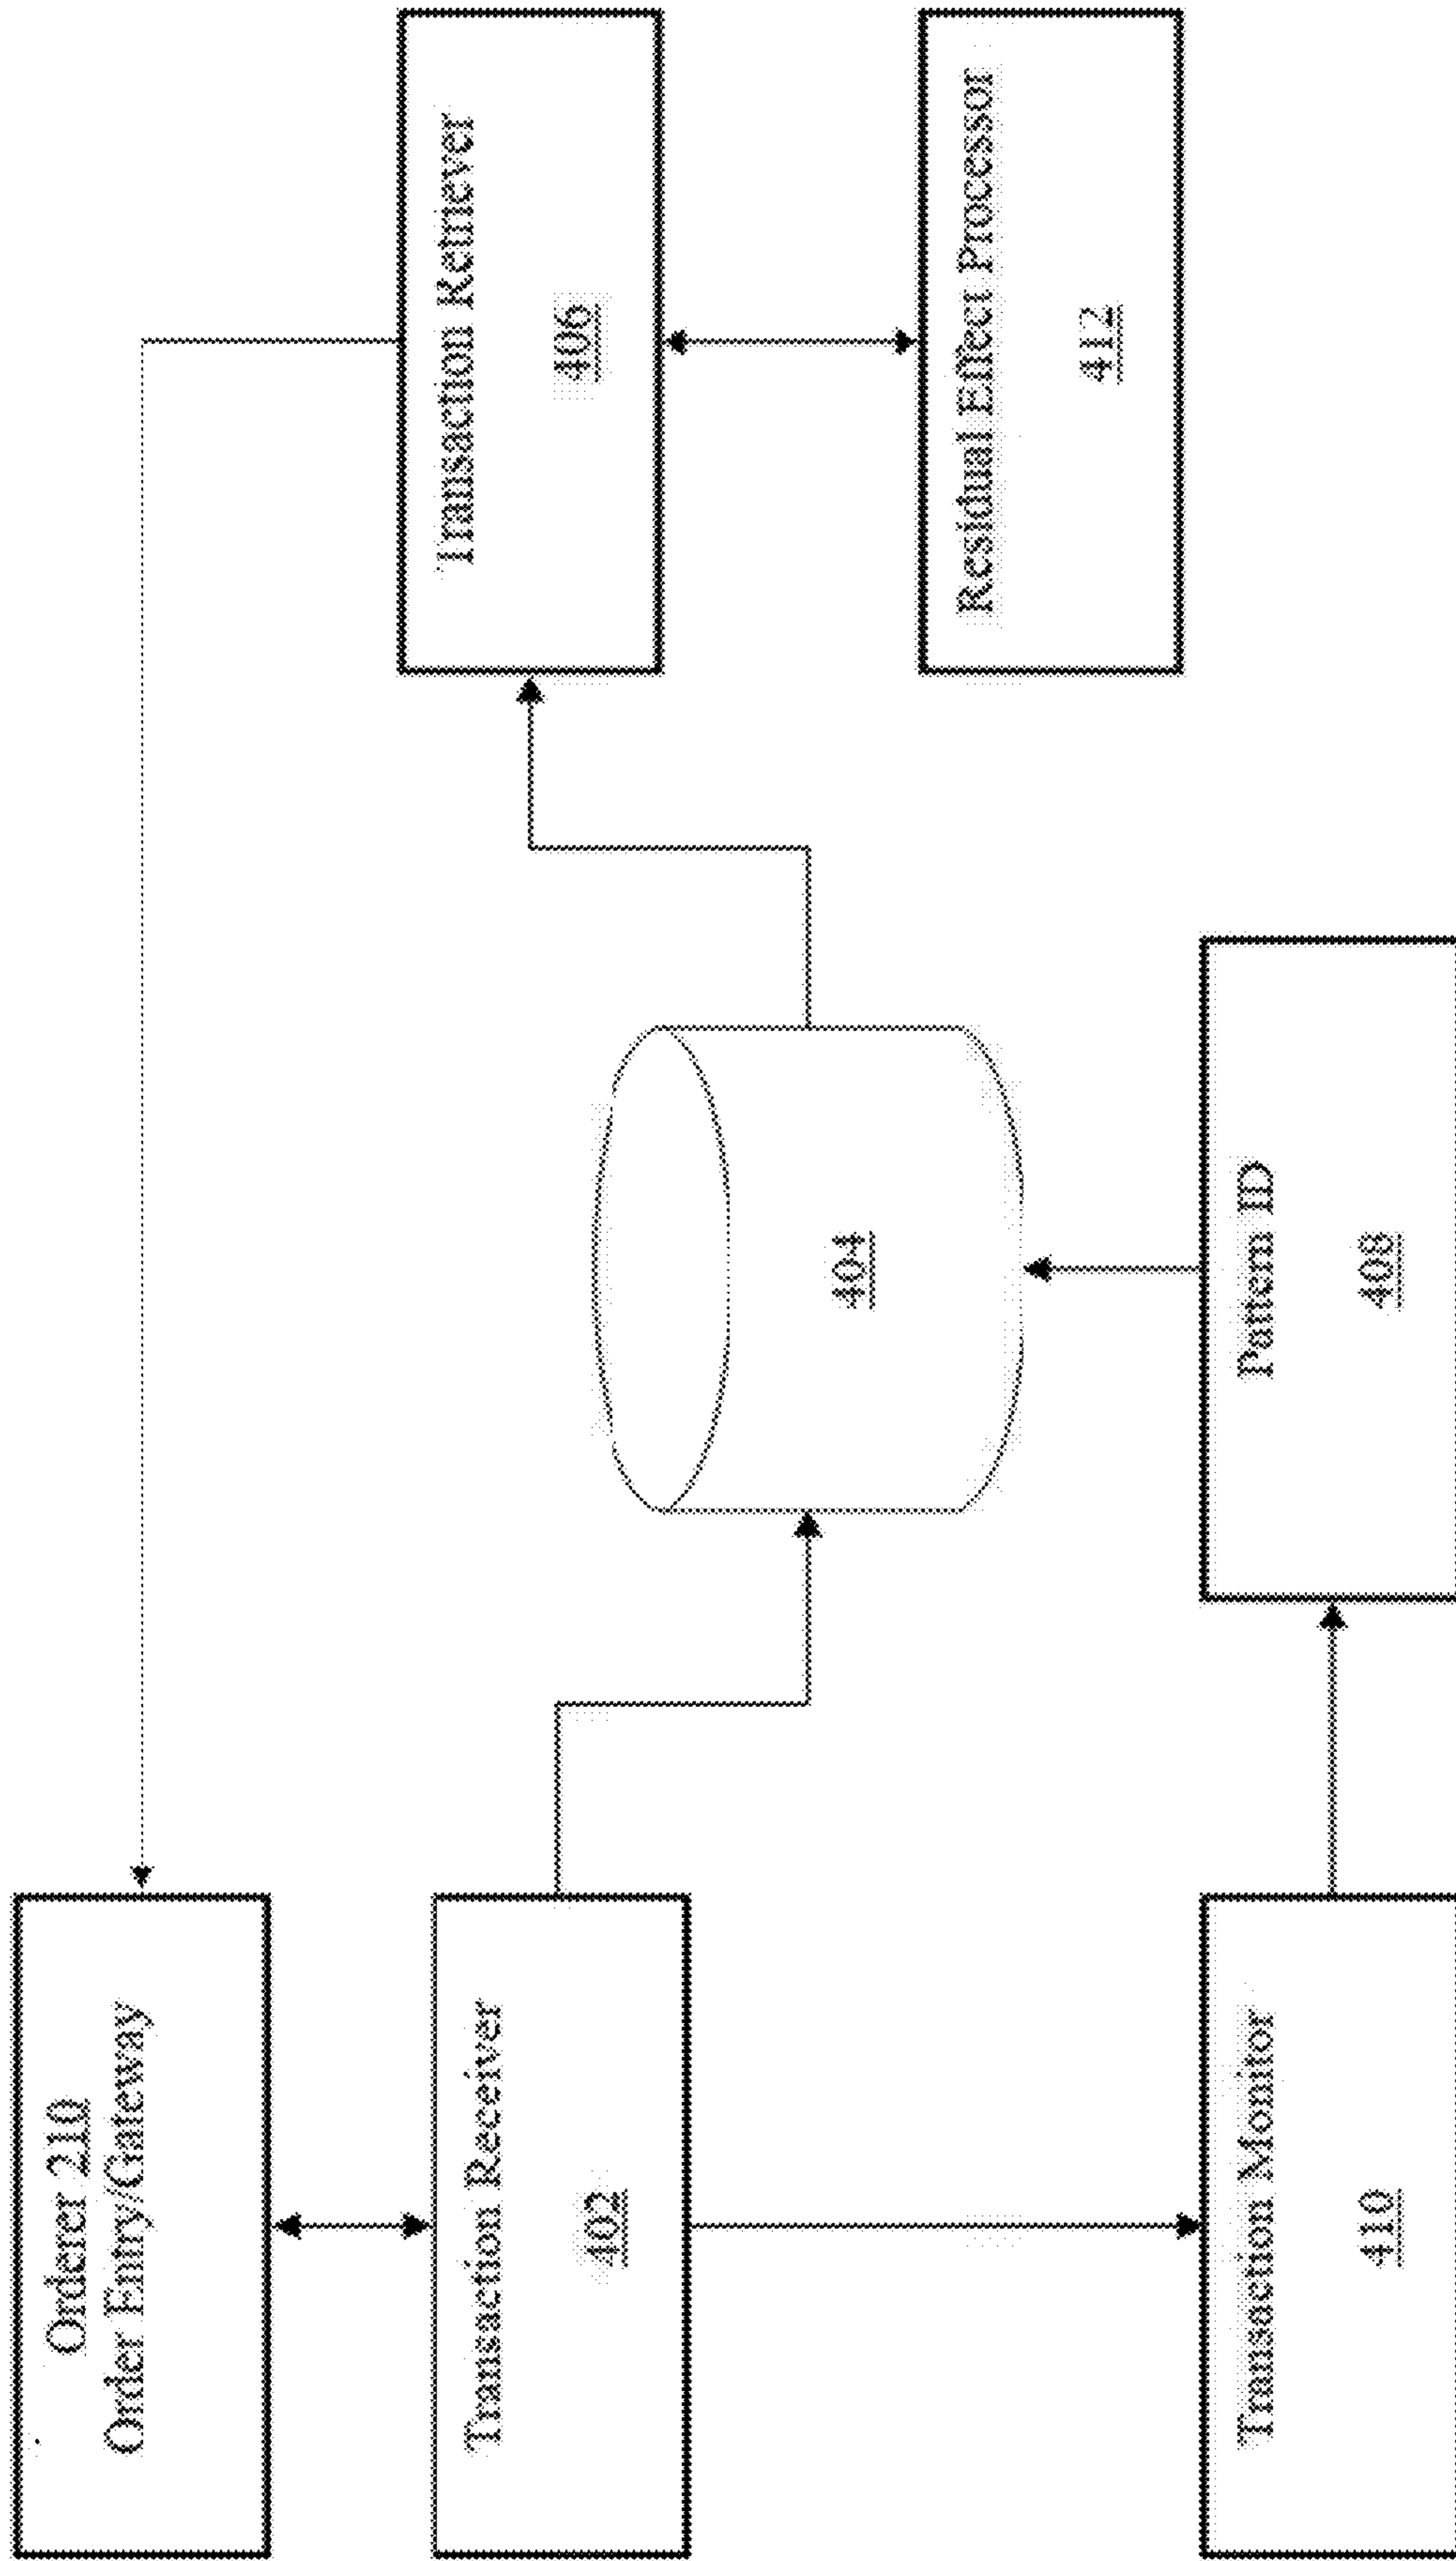 Orderer 210
Order Entry/Gateway
Transaction Receiver
402
Transaction Monitor
410
404
Pattern ID
408
Transaction Retriever
406
Residual Effect Processor
412